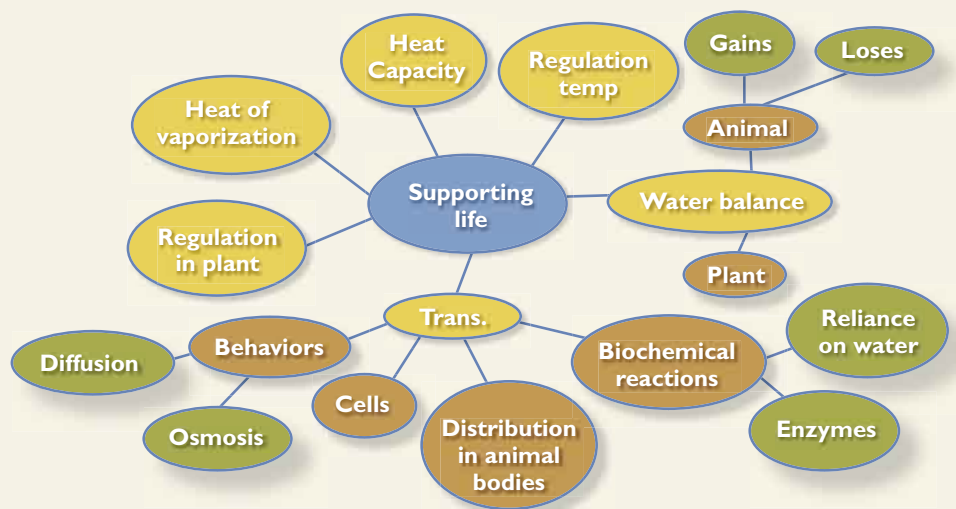 Heat
Capacity
Regulation
temp
Gains
Loses
Heat of
vaporization
Animal
Supporting
life
Water balance
Regulation
in plant
Plant
Trans.
Reliance
on water
Diffusion
Behaviors
Biochemical
reactions
Cells
Osmosis
Distribution
in animal
bodies
Enzymes